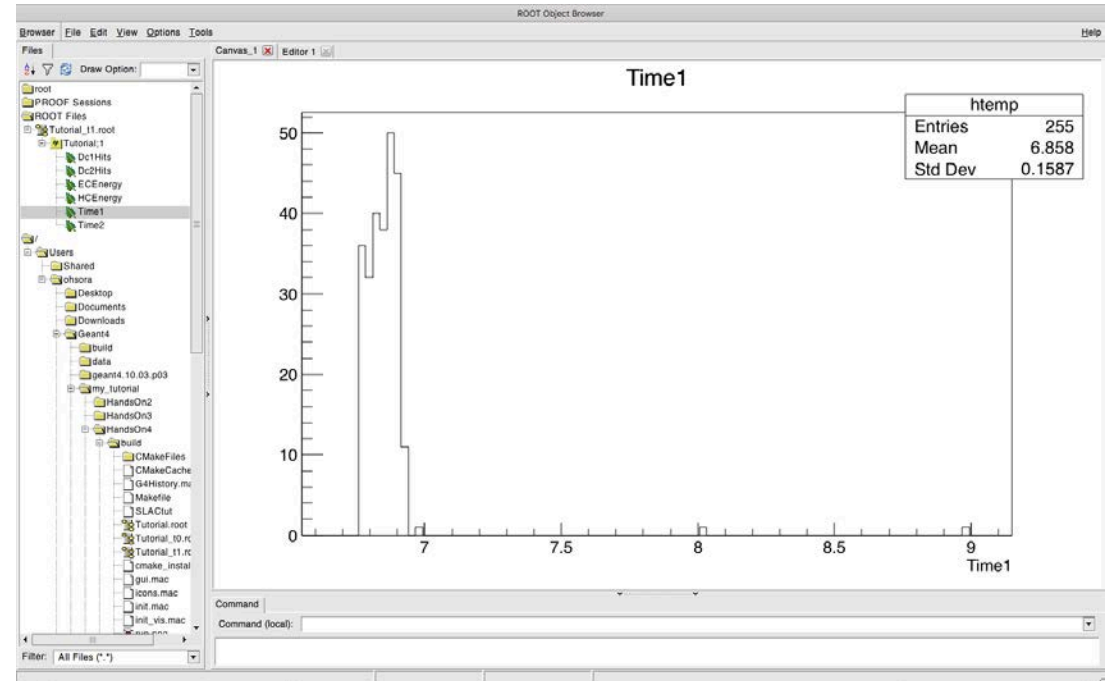 ROOT Object Browser
Browser File Edit View Options Tools Help
Files
Canvas_1 Editor 1
Draw Option:
root
PROOF Sessions
ROOT Files
Tutorial_t1.root
Tutorial;1
Dc1Hits
Dc2Hits
ECEnergy
HCEnergy
Time1
Time2
/
Users
Shared
ohsora
Desktop
Documents
Downloads
Geant4
build
data
geant4.10.03.p03
my_tutorial
HandsOn2
HandsOn3
HandsOn4
build
CMakeFiles
CMakeCache
G4History.ma
Makefile
SLACtut
Tutorial.root
Tutorial_t0.rc
Tutorial_t1.rc
cmake_instal
gui.mac
icons.mac
init.mac
init_vis.mac
Filter: All Files (*.*)
Time1
htemp
Entries 255
Mean 6.858
Std Dev 0.1587
50
40
30
20
10
0
7 7.5 8 8.5 9
Time1
Command
Command (local):